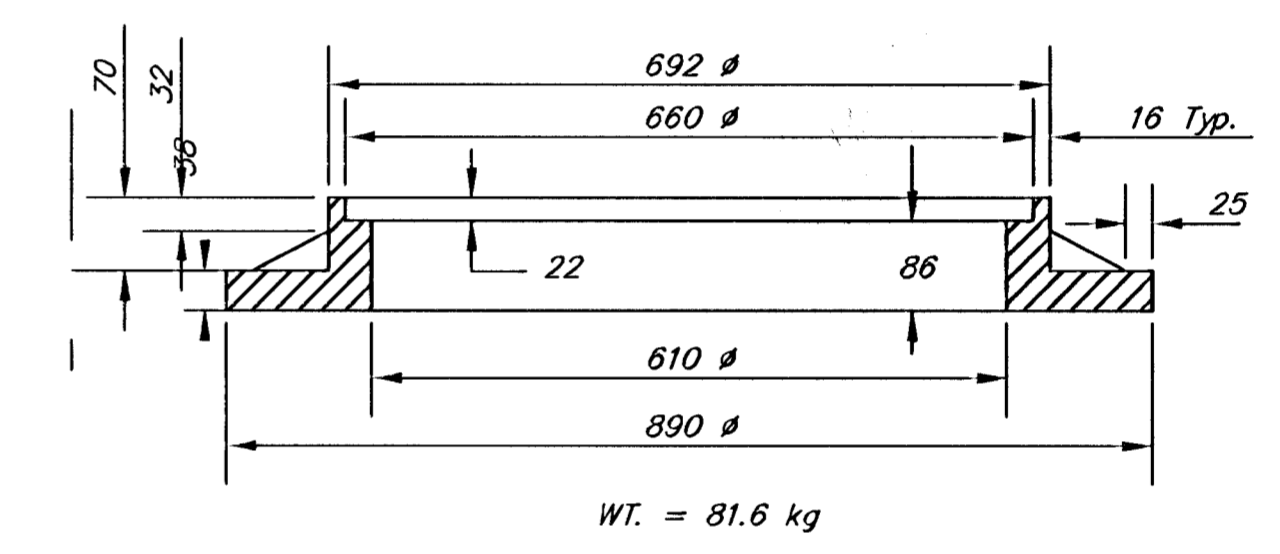 692 ø
660 ø
16 Typ.
70
32
38
25
22
86
610 ø
890 ø
WT. = 81.6 kg